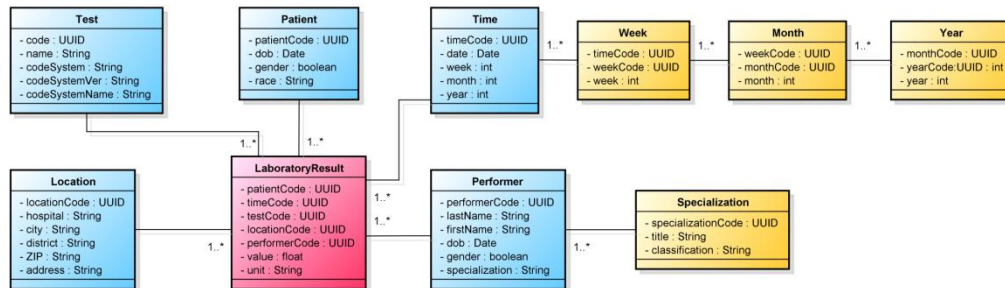 Test
- code : UUID
- name : String
- codeSystem : String
- codeSystemVer : String
- codeSystemName : String
Patient
- patientCode : UUID
- dob : Date
- gender : boolean
- race : String
Time
- timeCode : UUID
- date : Date
- week : int
- month : int
- year : int
1..*
Week
- timeCode : UUID
- weekCode : UUID
- week : int
1..*
Month
- weekCode : UUID
- monthCode : UUID
- month : int
1..*
Year
- monthCode : UUID
- yearCode:UUID : int
- year : int
1..*
1..*
Location
- locationCode : UUID
- hospital : String
- city : String
- district : String
- ZIP : String
- address : String
1..*
LaboratoryResult
- patientCode : UUID
- timeCode : UUID
- testCode : UUID
- locationCode : UUID
- performerCode : UUID
- value : float
- unit : String
1..*
1..*
Performer
- performerCode : UUID
- lastName : String
- firstName : String
- dob : Date
- gender : boolean
- specialization : String
1..*
Specialization
- specializationCode : UUID
- title : String
- classification : String